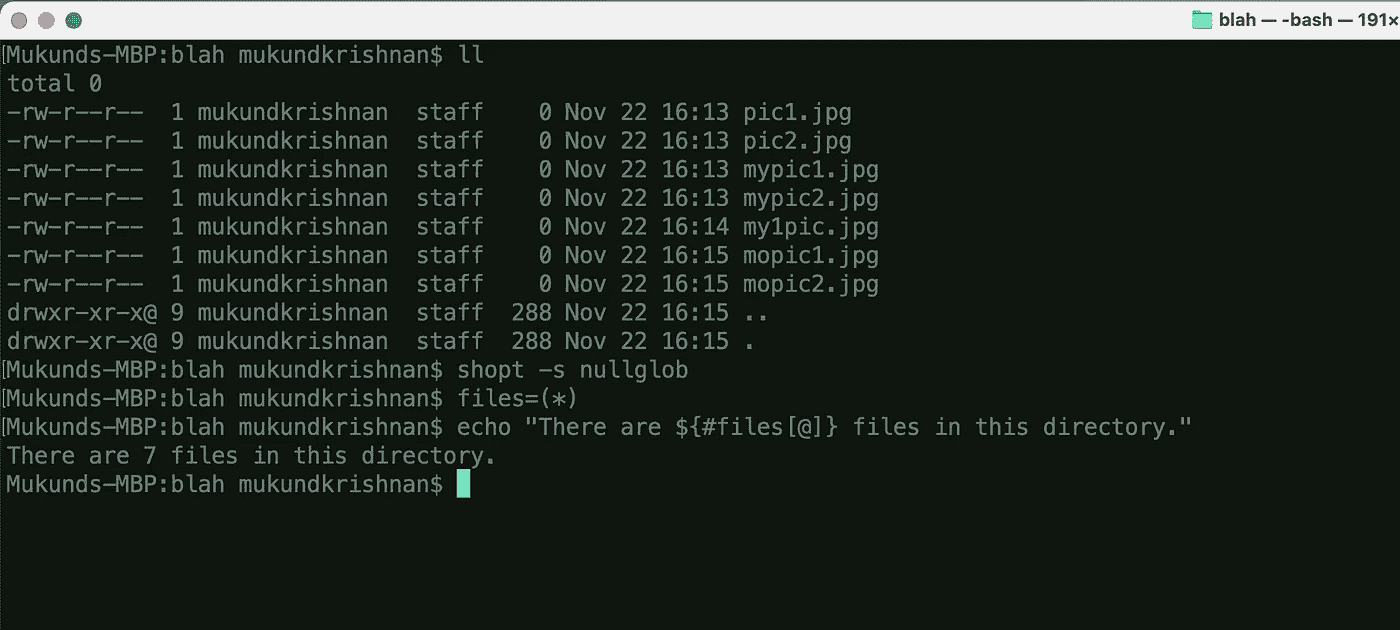 blah — -bash — 191×
[Mukunds-MBP:blah mukundkrishnan$ ll
total 0
-rw-r--r--  1 mukundkrishnan  staff    0 Nov 22 16:13 pic1.jpg
-rw-r--r--  1 mukundkrishnan  staff    0 Nov 22 16:13 pic2.jpg
-rw-r--r--  1 mukundkrishnan  staff    0 Nov 22 16:13 mypic1.jpg
-rw-r--r--  1 mukundkrishnan  staff    0 Nov 22 16:13 mypic2.jpg
-rw-r--r--  1 mukundkrishnan  staff    0 Nov 22 16:14 my1pic.jpg
-rw-r--r--  1 mukundkrishnan  staff    0 Nov 22 16:15 mopic1.jpg
-rw-r--r--  1 mukundkrishnan  staff    0 Nov 22 16:15 mopic2.jpg
drwxr-xr-x@ 9 mukundkrishnan  staff  288 Nov 22 16:15 ..
drwxr-xr-x@ 9 mukundkrishnan  staff  288 Nov 22 16:15 .
[Mukunds-MBP:blah mukundkrishnan$ shopt -s nullglob
[Mukunds-MBP:blah mukundkrishnan$ files=(*)
[Mukunds-MBP:blah mukundkrishnan$ echo "There are ${#files[@]} files in this directory."
There are 7 files in this directory.
Mukunds-MBP:blah mukundkrishnan$